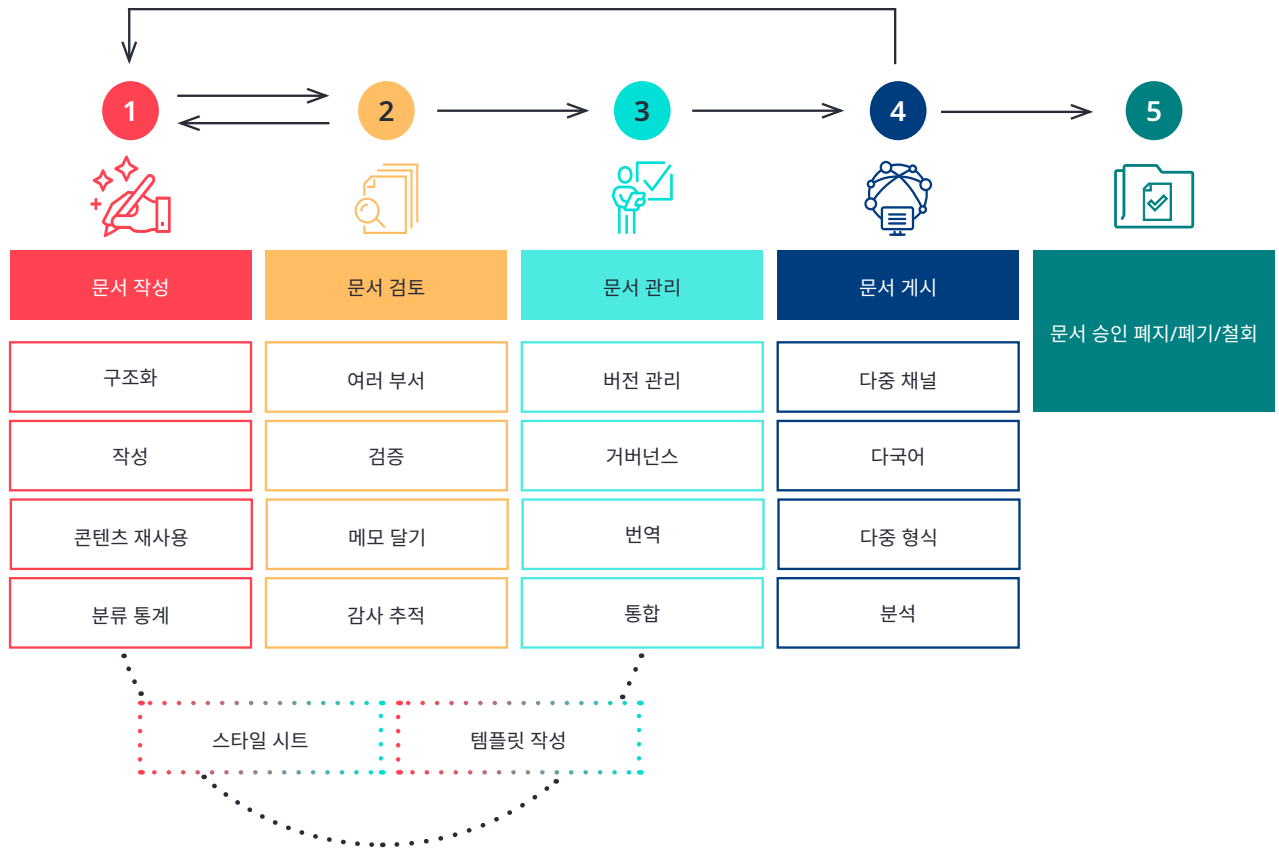 1
2
3
4
5
문서 작성
문서 검토
문서 관리
문서 게시
문서 승인 폐지/폐기/철회
구조화
여러 부서
버전 관리
다중 채널
작성
검증
거버넌스
다국어
콘텐츠 재사용
메모 달기
번역
다중 형식
분류 통계
감사 추적
통합
분석
스타일 시트
템플릿 작성